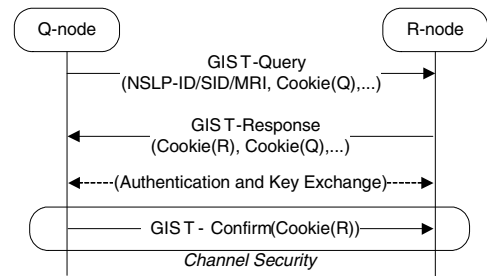 Q-node
R-node
GIST-Query
(NSLP-ID/SID/MRI, Cookie(Q),...)
GIST-Response
(Cookie(R), Cookie(Q),...)
(Authentication and Key Exchange)
GIST - Confirm(Cookie(R))
Channel Security